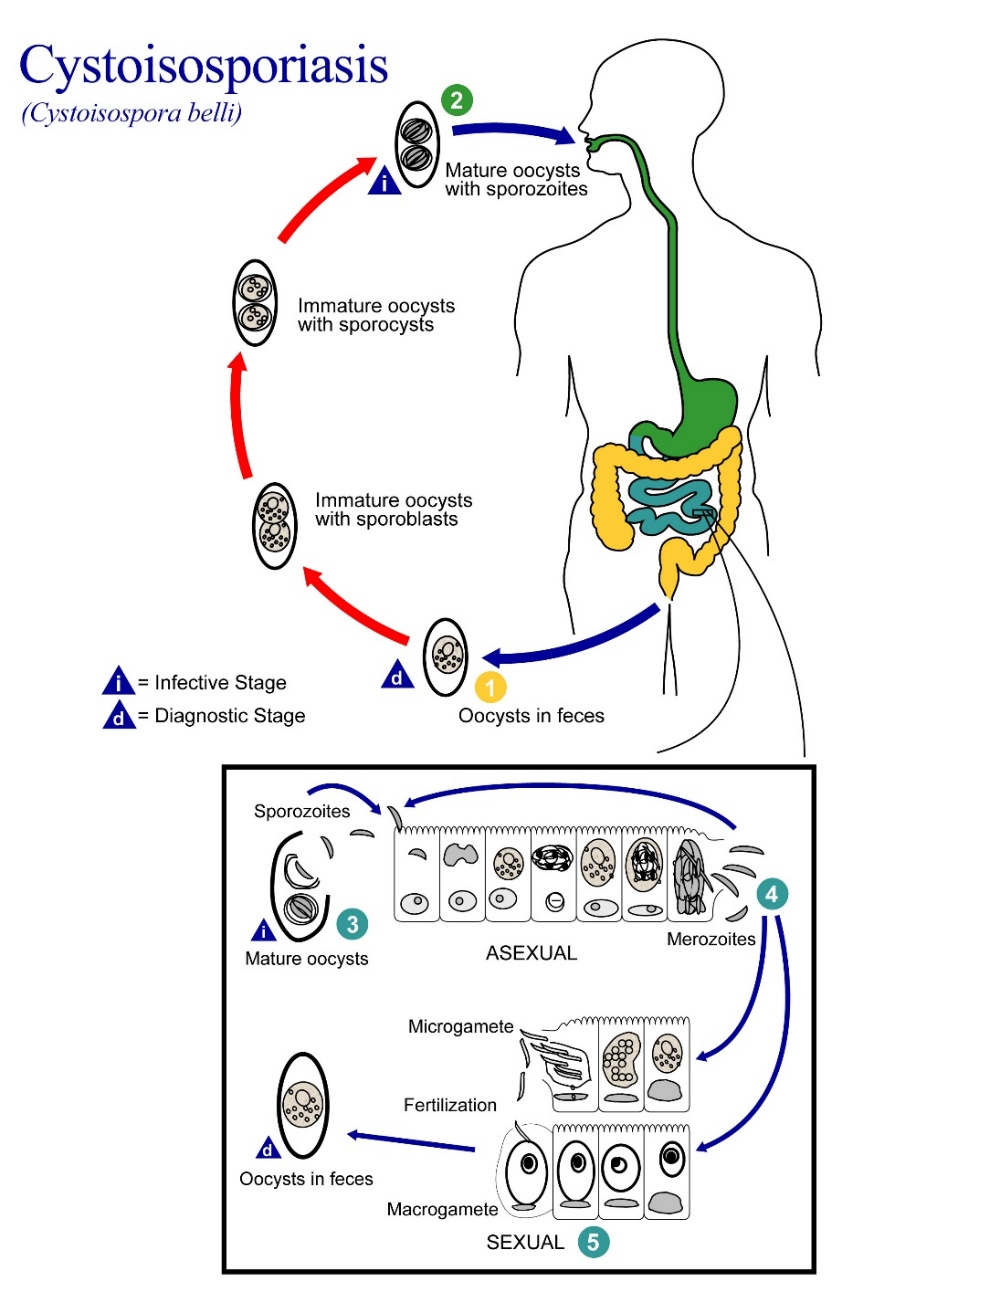 Cystoisosporiasis
(Cystoisospora belli)
2
i
Mature oocysts
with sporozoites
Immature oocysts
with sporocysts
Immature oocysts
with sporoblasts
d
1
Oocysts in feces
i = Infective Stage
d = Diagnostic Stage
Sporozoites
i
3
Mature oocysts
4
Merozoites
ASEXUAL
Microgamete
Fertilization
d
Oocysts in feces
Macrogamete
SEXUAL 5